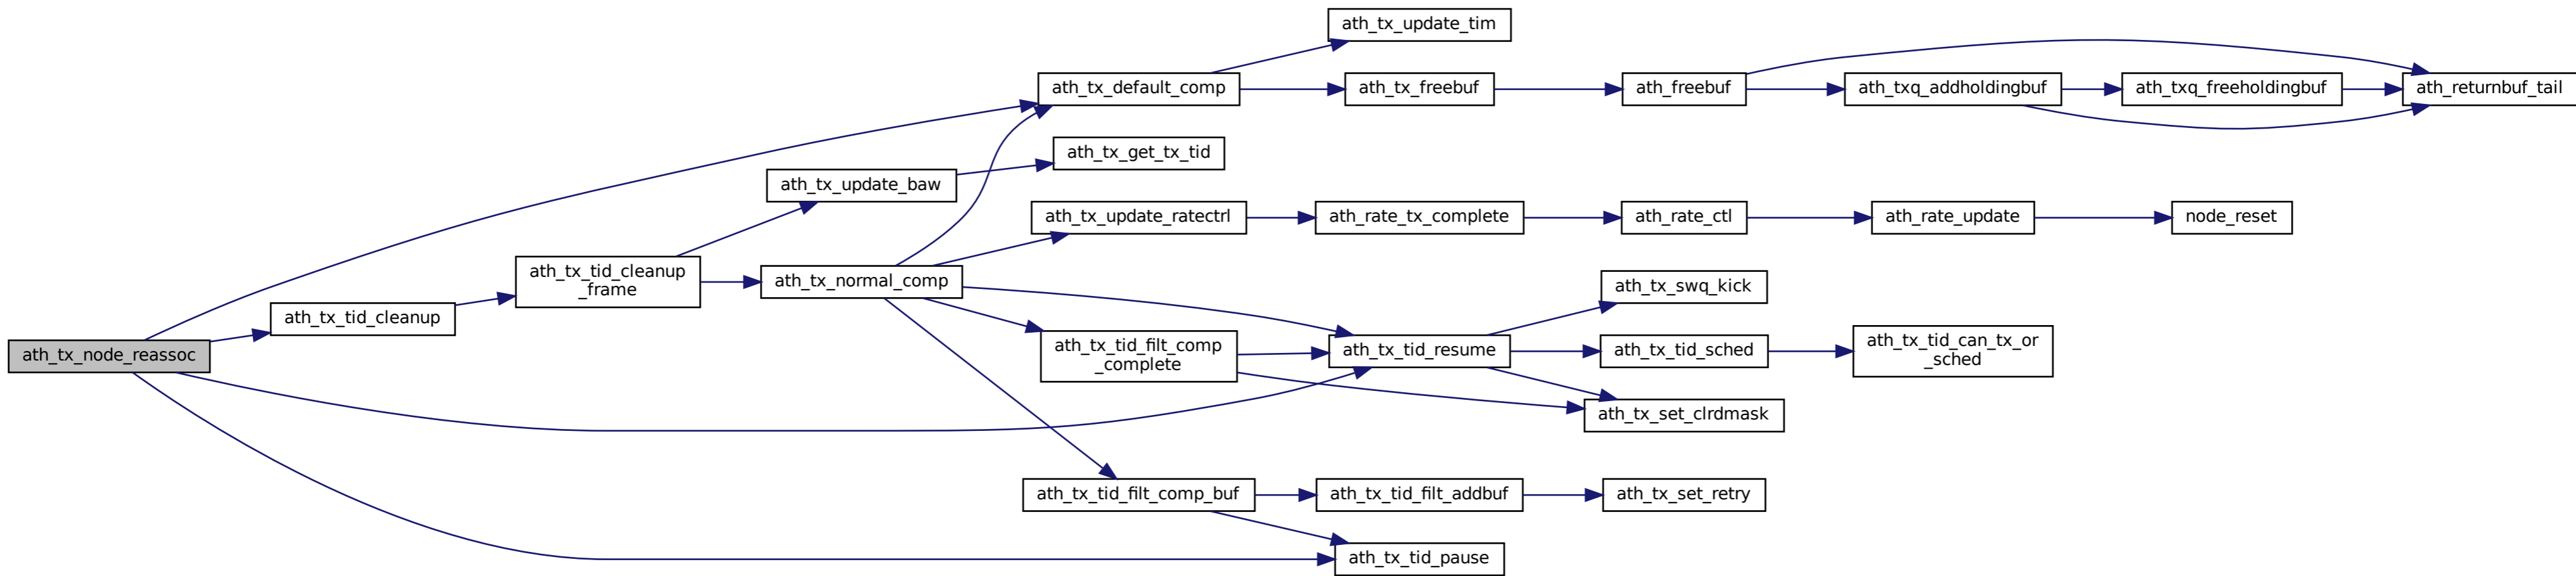 ath_tx_update_tim
ath_tx_default_comp
ath_tx_freebuf
ath_freebuf
ath_txq_addholdingbuf
ath_txq_freeholdingbuf
ath_returnbuf_tail
ath_tx_get_tx_tid
ath_tx_update_baw
ath_tx_update_ratectrl
ath_rate_tx_complete
ath_rate_ctl
ath_rate_update
node_reset
ath_tx_tid_cleanup
_frame
ath_tx_normal_comp
ath_tx_swq_kick
ath_tx_tid_cleanup
ath_tx_node_reassoc
ath_tx_tid_filt_comp
_complete
ath_tx_tid_resume
ath_tx_tid_sched
ath_tx_tid_can_tx_or
_sched
ath_tx_set_clrdmask
ath_tx_tid_filt_comp_buf
ath_tx_tid_filt_addbuf
ath_tx_set_retry
ath_tx_tid_pause